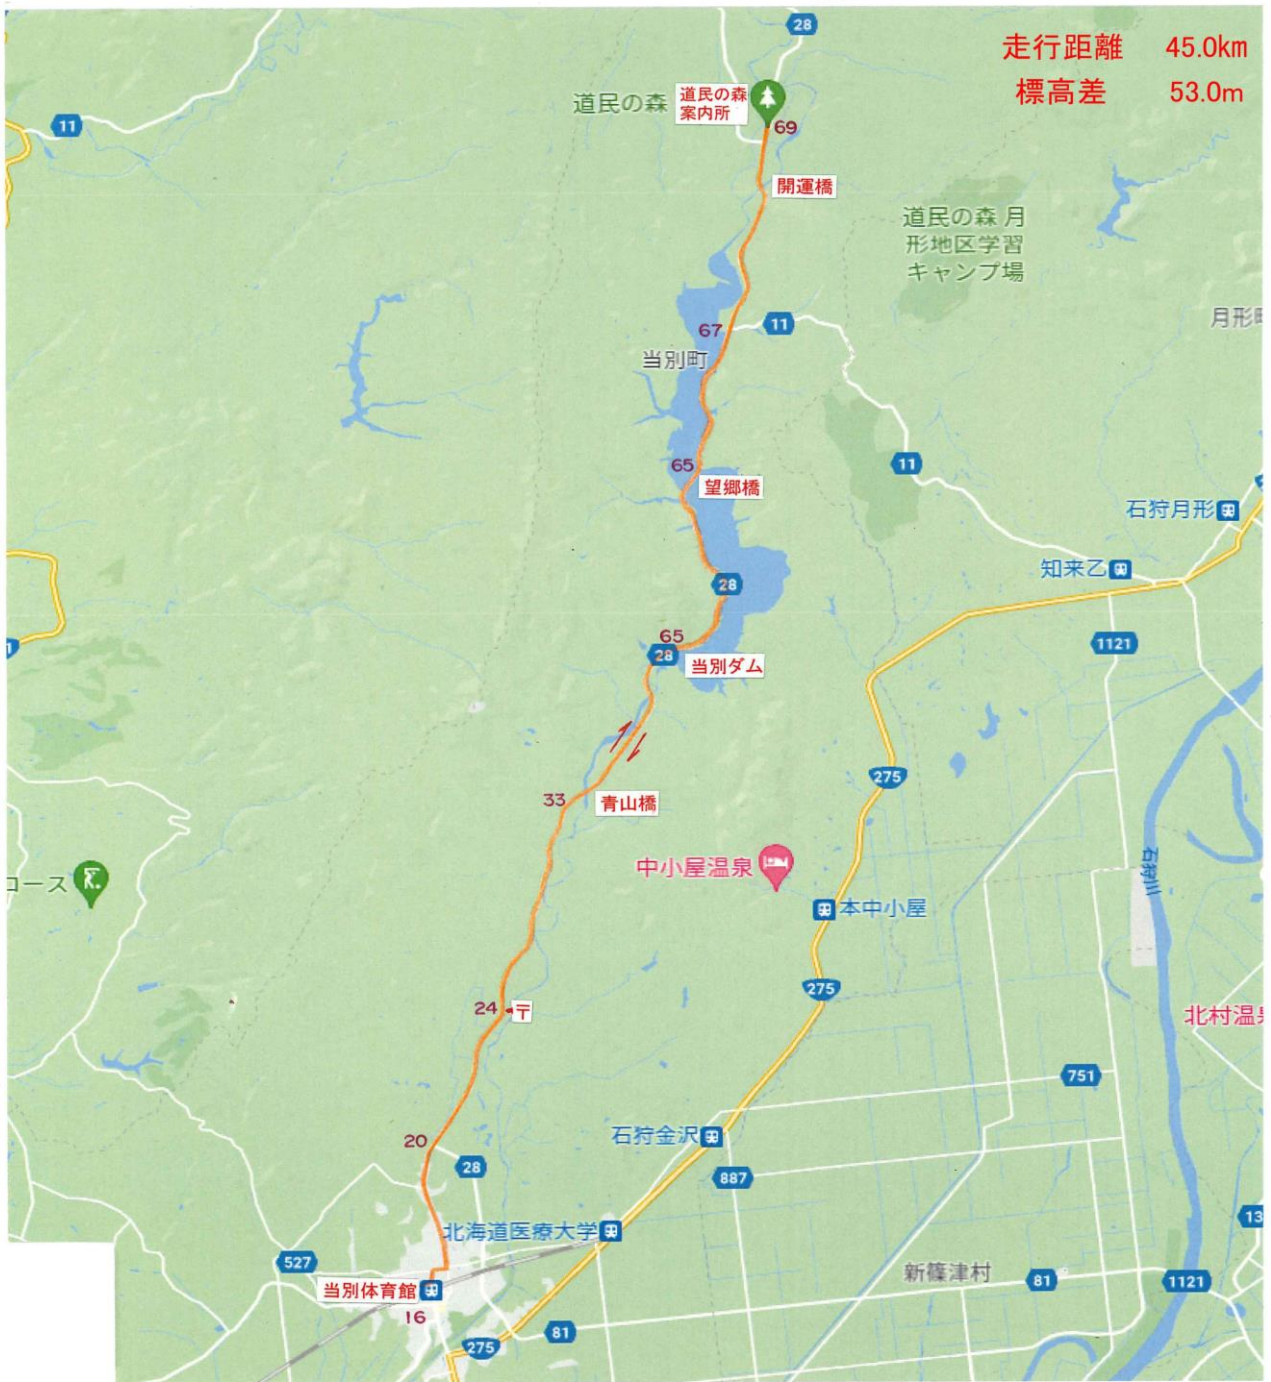 28
走行距離 45.0km
標高差 53.0m
道民の森
道民の森
案内所
69
11
開運橋
道民の森 月
形地区学習
キャンプ場
月形
67
11
当別町
65
望郷橋
11
石狩月形
知来乙
28
65
28
当別ダム
1121
1
275
33
青山橋
中小屋温泉
コース
石狩川
本中小屋
275
24
〒
北村温
751
石狩金沢
20
28
887
北海道医療大学
13
527
新篠津村
81
1121
当別体育館
16
275
81